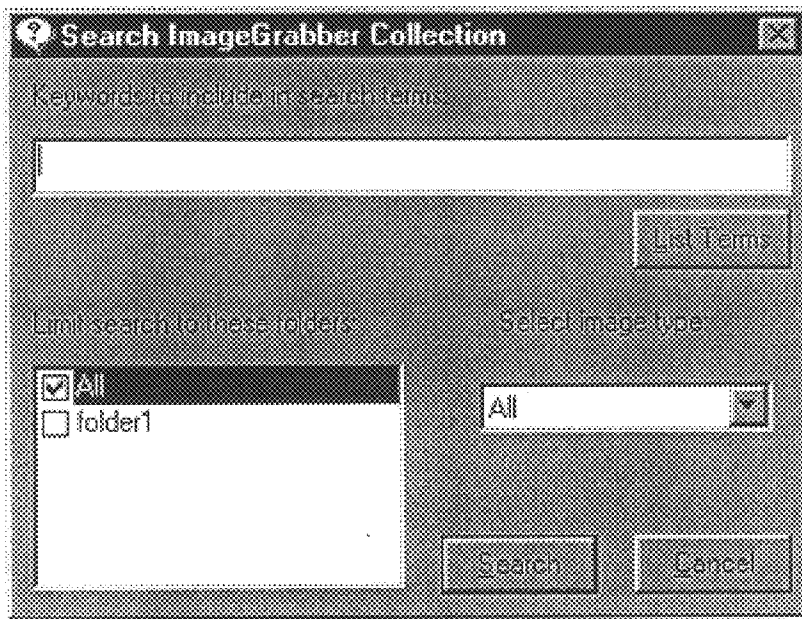 Search ImageGrabber Collection
Keywords to include in search terms:
List Terms
Limit search to these folders: Select image type:
All
folder1
All
Search Cancel